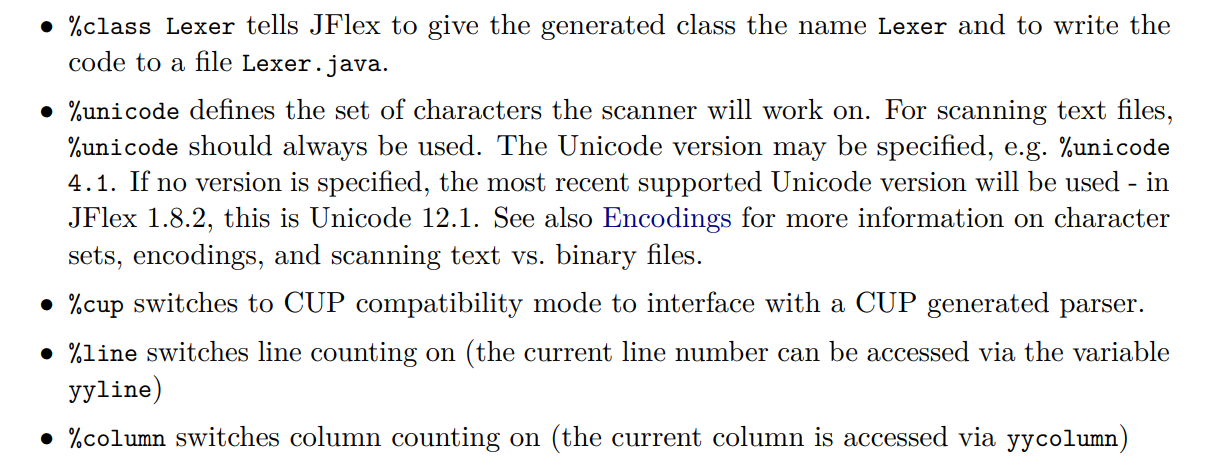 • %class Lexer tells JFlex to give the generated class the name Lexer and to write the
code to a file Lexer.java.
• %unicode defines the set of characters the scanner will work on. For scanning text files,
%unicode should always be used. The Unicode version may be specified, e.g. %unicode
4.1. If no version is specified, the most recent supported Unicode version will be used - in
JFlex 1.8.2, this is Unicode 12.1. See also Encodings for more information on character
sets, encodings, and scanning text vs. binary files.
• %cup switches to CUP compatibility mode to interface with a CUP generated parser.
• %line switches line counting on (the current line number can be accessed via the variable
yyline)
• %column switches column counting on (the current column is accessed via yycolumn)